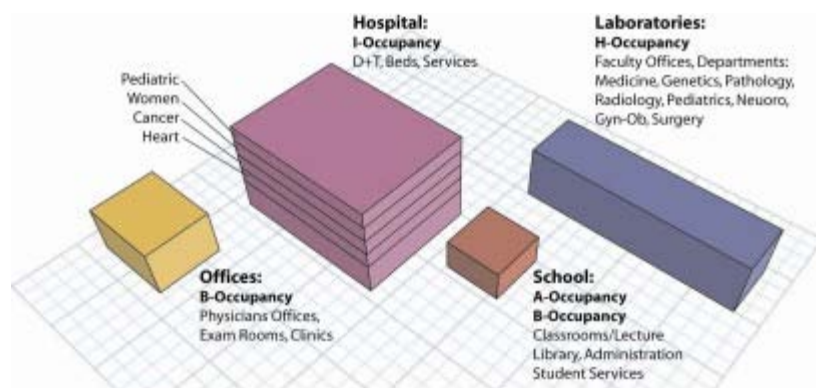 Hospital:
I-Occupancy
D+T, Beds, Services
Laboratories:
H-Occupancy
Faculty Offices, Departments:
Medicine, Genetics, Pathology,
Radiology, Pediatrics, Neuoro,
Gyn-Ob, Surgery
Pediatric
Women
Cancer
Heart
Offices:
B-Occupancy
Physicians Offices,
Exam Rooms, Clinics
School:
A-Occupancy
B-Occupancy
Classrooms/Lecture
Library, Administration
Student Services